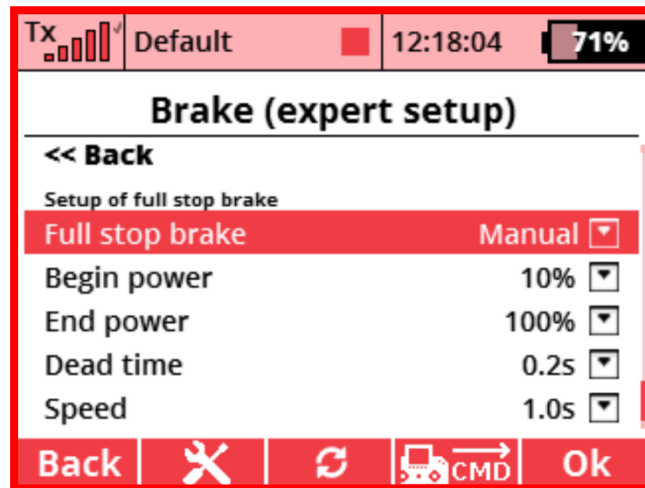 Tx Default 12:18:04 71%
Brake (expert setup)
<< Back
Setup of full stop brake
Full stop brake Manual
Begin power 10%
End power 100%
Dead time 0.2s
Speed 1.0s
Back CMD Ok